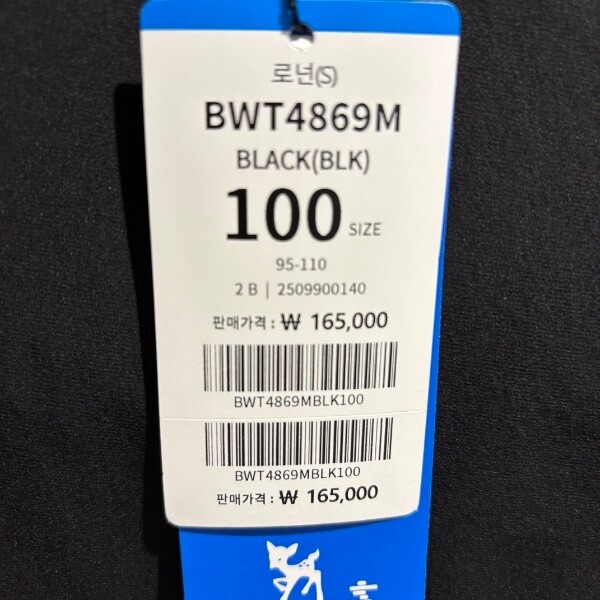 로넌(S)
BWT4869M
BLACK(BLK)
100 SIZE
95-110
2 B | 2509900140
판매가격 : ₩ 165,000
BWT4869MBLK100
BWT4869MBLK100
판매가격 : ₩ 165,000